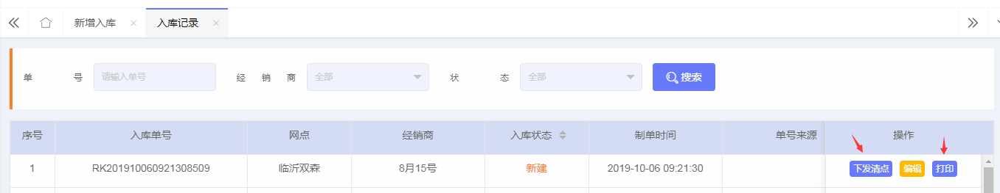 新增入库 入库记录
单号 请输入单号 经销商 全部 状态 全部 搜索
序号 入库单号 网点 经销商 入库状态 制单时间 单号来源 操作
1 RK201910060921308509 临沂双森 8月15号 新建 2019-10-06 09:21:30 下发清点 编辑 打印